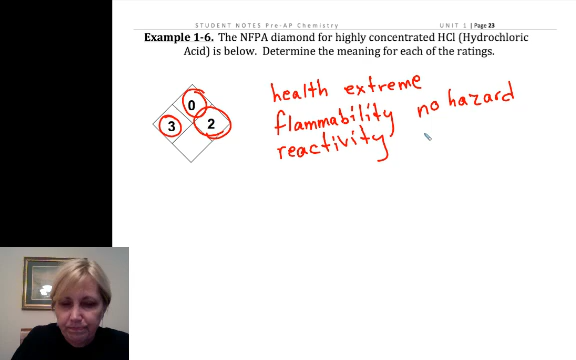 STUDENT NOTES Pre-AP Chemistry UNIT 1 | Page 23
Example 1-6. The NFPA diamond for highly concentrated HCl (Hydrochloric
Acid) is below. Determine the meaning for each of the ratings.
0
3 2
health extreme
flammability no hazard
reactivity